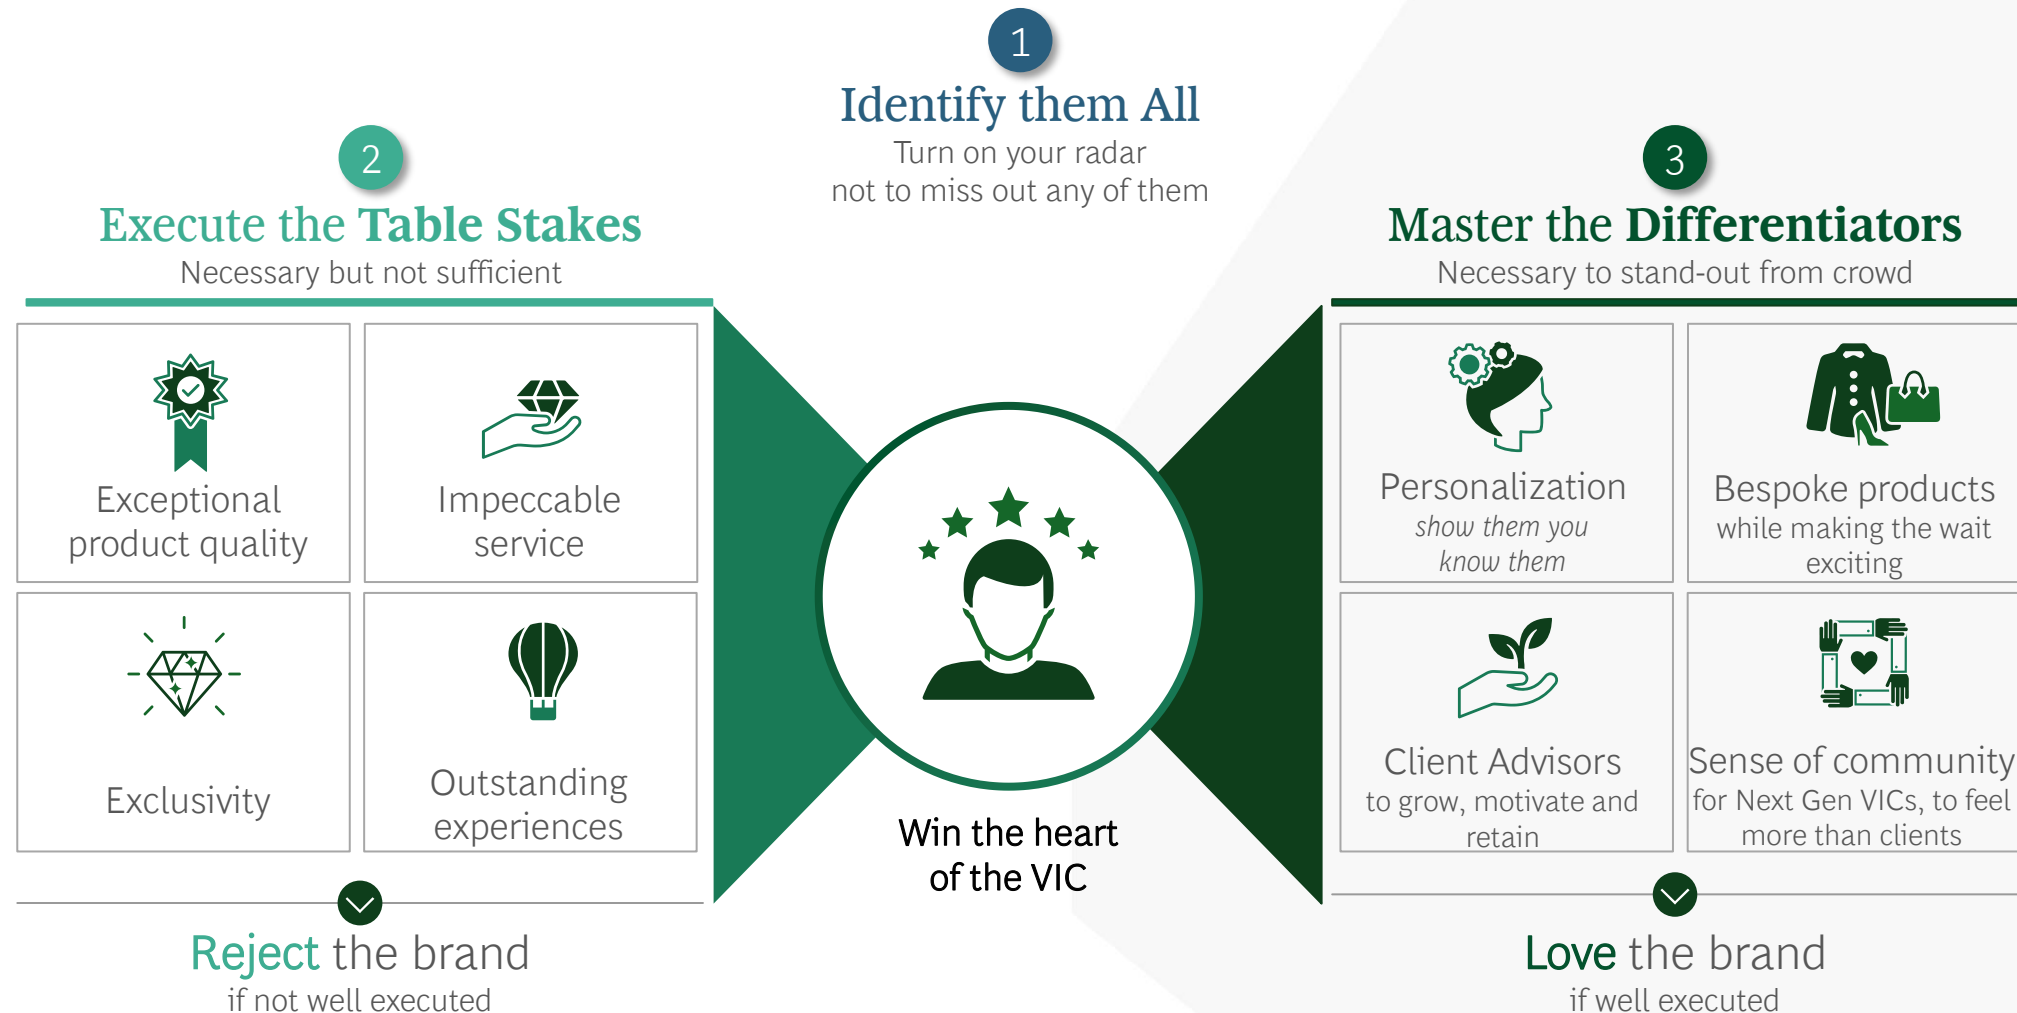 1
Identify them All
Turn on your radar
not to miss out any of them
2
Execute the Table Stakes
Necessary but not sufficient
Exceptional
product quality
Impeccable
service
Exclusivity
Outstanding
experiences
Reject the brand
if not well executed
Win the heart
of the VIC
3
Master the Differentiators
Necessary to stand-out from crowd
Personalization
show them you
know them
Bespoke products
while making the wait
exciting
Client Advisors
to grow, motivate and
retain
Sense of community
for Next Gen VICs, to feel
more than clients
Love the brand
if well executed